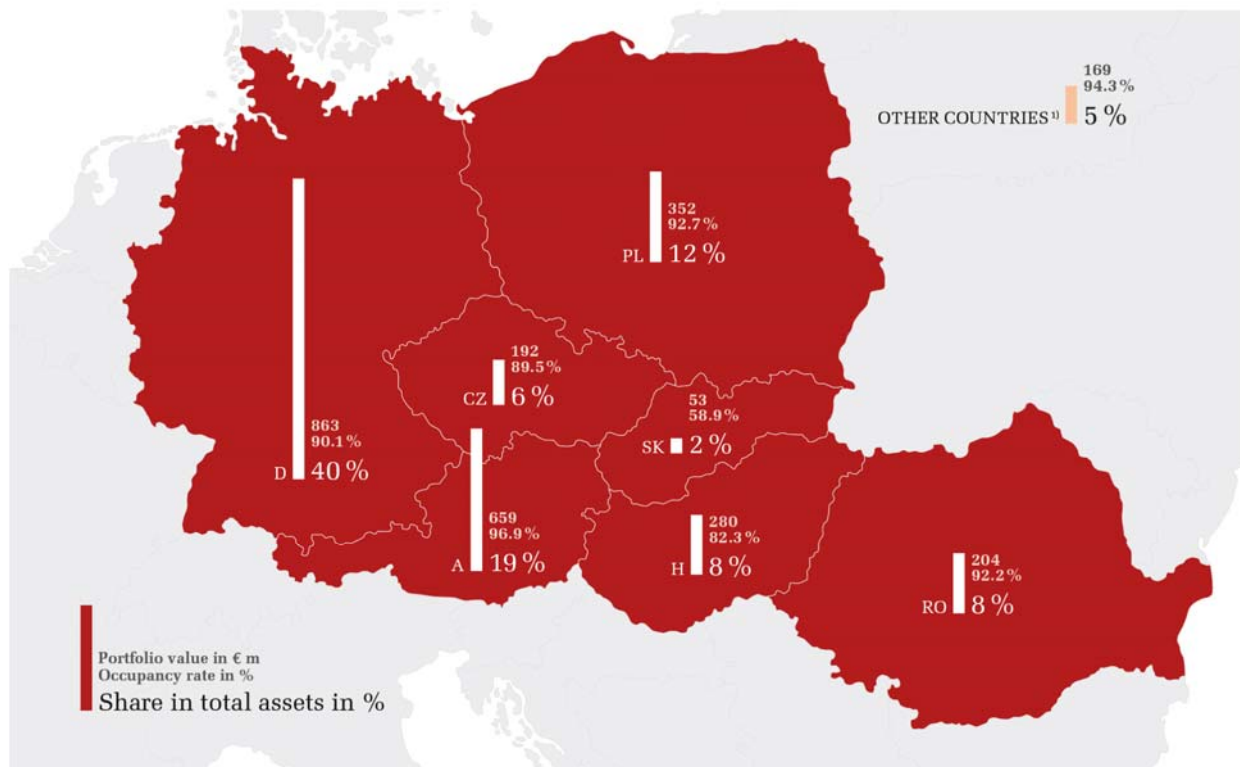 169
94.3 %
OTHER COUNTRIES 1) 5 %
352
92.7 %
PL 12 %
192
89.5 %
CZ 6 %
53
58.9 %
SK 2 %
863
90.1 %
D 40 %
659
96.9 %
A 19 %
280
82.3 %
H 8 %
204
92.2 %
RO 8 %
Portfolio value in € m
Occupancy rate in %
Share in total assets in %